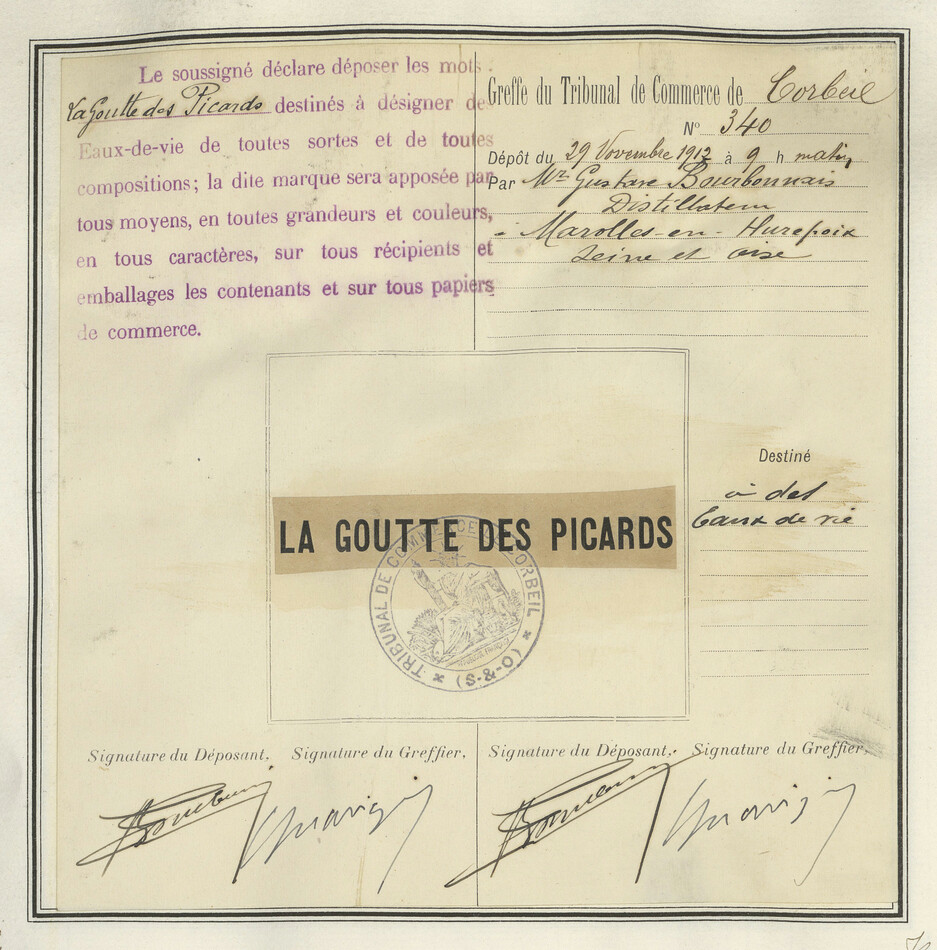 Le soussigné déclare déposer les mots :
La Goutte des Picards destinés à désigner de
Eaux-de-vie de toutes sortes et de toutes
compositions; la dite marque sera apposée par
tous moyens, en toutes grandeurs et couleurs,
en tous caractères, sur tous récipients et
emballages les contenants et sur tous papiers
de commerce.
Greffe du Tribunal de Commerce de Corbeil
N° 340
Dépôt du 29 Novembre 1912 à 9 h matin
Par Mr Gustave Bourbonnais
Distillateur
à Marolles-en-Hurepoix
Seine et Oise
Destiné
à des
Eaux de vie
LA GOUTTE DES PICARDS
TRIBUNAL DE COMMERCE DE CORBEIL
(S-&-O)
Signature du Déposant, Signature du Greffier,
Signature du Déposant, Signature du Greffier,